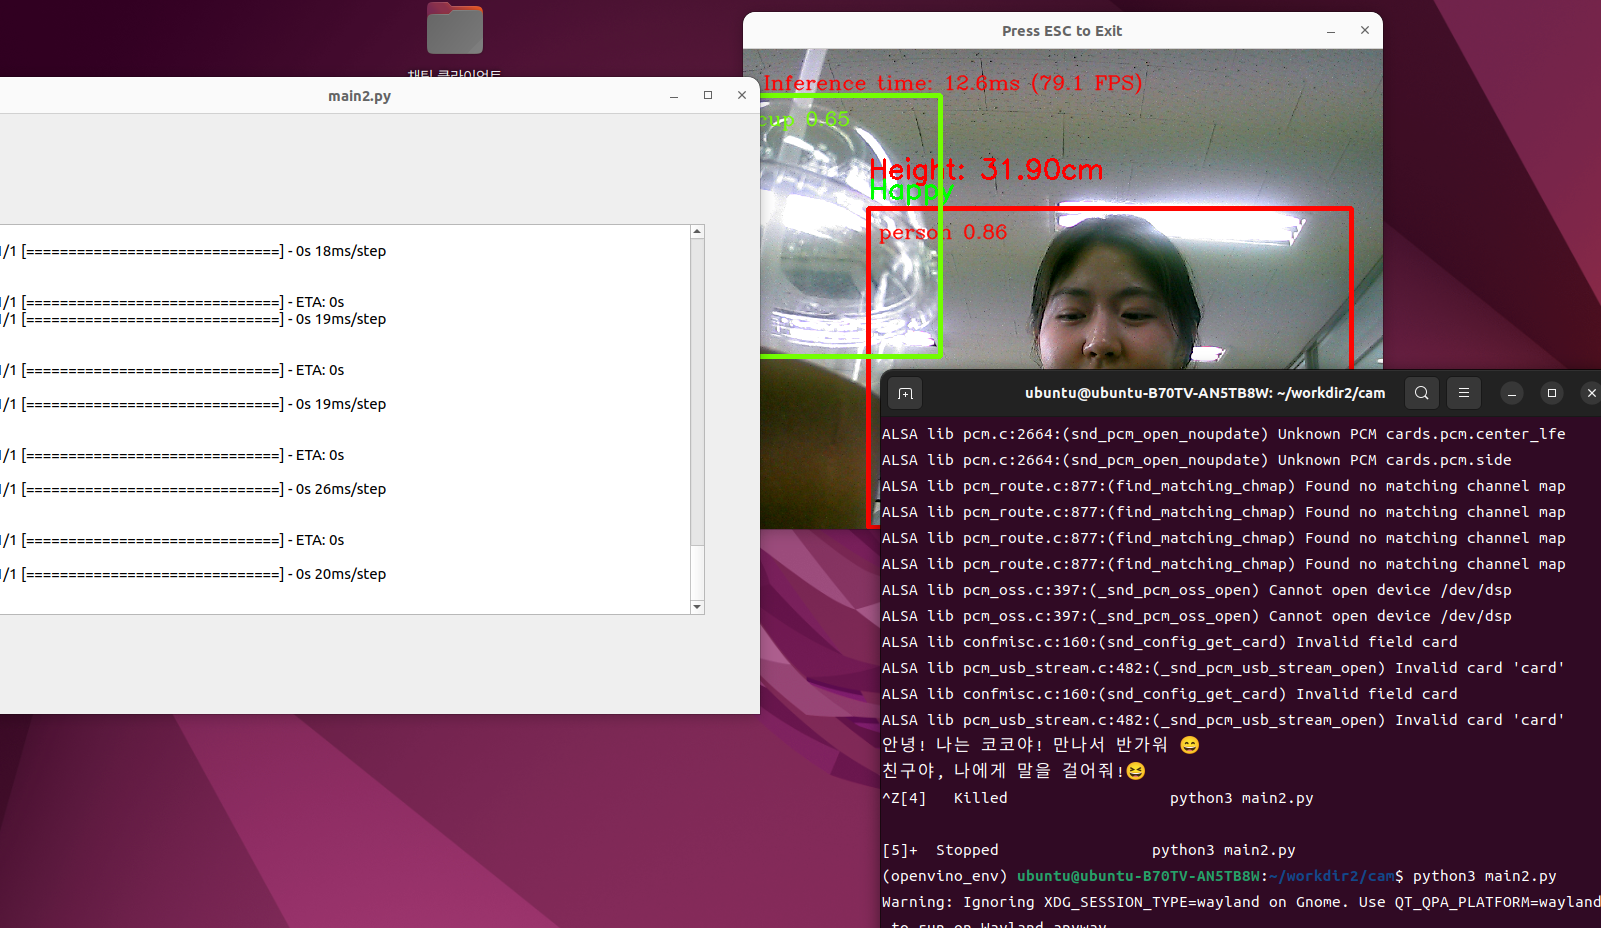 채팅 클라이언트
main2.py
1/1 [==============================] - 0s 18ms/step
1/1 [==============================] - ETA: 0s
1/1 [==============================] - 0s 19ms/step
1/1 [==============================] - ETA: 0s
1/1 [==============================] - 0s 19ms/step
1/1 [==============================] - ETA: 0s
1/1 [==============================] - 0s 26ms/step
1/1 [==============================] - ETA: 0s
1/1 [==============================] - 0s 20ms/step
Press ESC to Exit
Inference time: 12.6ms (79.1 FPS)
cup 0.65
Height: 31.90cm
Happy
person 0.86
ubuntu@ubuntu-B70TV-AN5TB8W: ~/workdir2/cam
ALSA lib pcm.c:2664:(snd_pcm_open_noupdate) Unknown PCM cards.pcm.center_lfe
ALSA lib pcm.c:2664:(snd_pcm_open_noupdate) Unknown PCM cards.pcm.side
ALSA lib pcm_route.c:877:(find_matching_chmap) Found no matching channel map
ALSA lib pcm_route.c:877:(find_matching_chmap) Found no matching channel map
ALSA lib pcm_route.c:877:(find_matching_chmap) Found no matching channel map
ALSA lib pcm_route.c:877:(find_matching_chmap) Found no matching channel map
ALSA lib pcm_oss.c:397:(_snd_pcm_oss_open) Cannot open device /dev/dsp
ALSA lib pcm_oss.c:397:(_snd_pcm_oss_open) Cannot open device /dev/dsp
ALSA lib confmisc.c:160:(snd_config_get_card) Invalid field card
ALSA lib pcm_usb_stream.c:482:(_snd_pcm_usb_stream_open) Invalid card 'card'
ALSA lib confmisc.c:160:(snd_config_get_card) Invalid field card
ALSA lib pcm_usb_stream.c:482:(_snd_pcm_usb_stream_open) Invalid card 'card'
안녕! 나는 코코야! 만나서 반가워 😄
친구야, 나에게 말을 걸어줘!😆
^Z[4]   Killed                  python3 main2.py
[5]+  Stopped                 python3 main2.py
(openvino_env) ubuntu@ubuntu-B70TV-AN5TB8W:~/workdir2/cam$ python3 main2.py
Warning: Ignoring XDG_SESSION_TYPE=wayland on Gnome. Use QT_QPA_PLATFORM=wayland
to run on Wayland anyway.